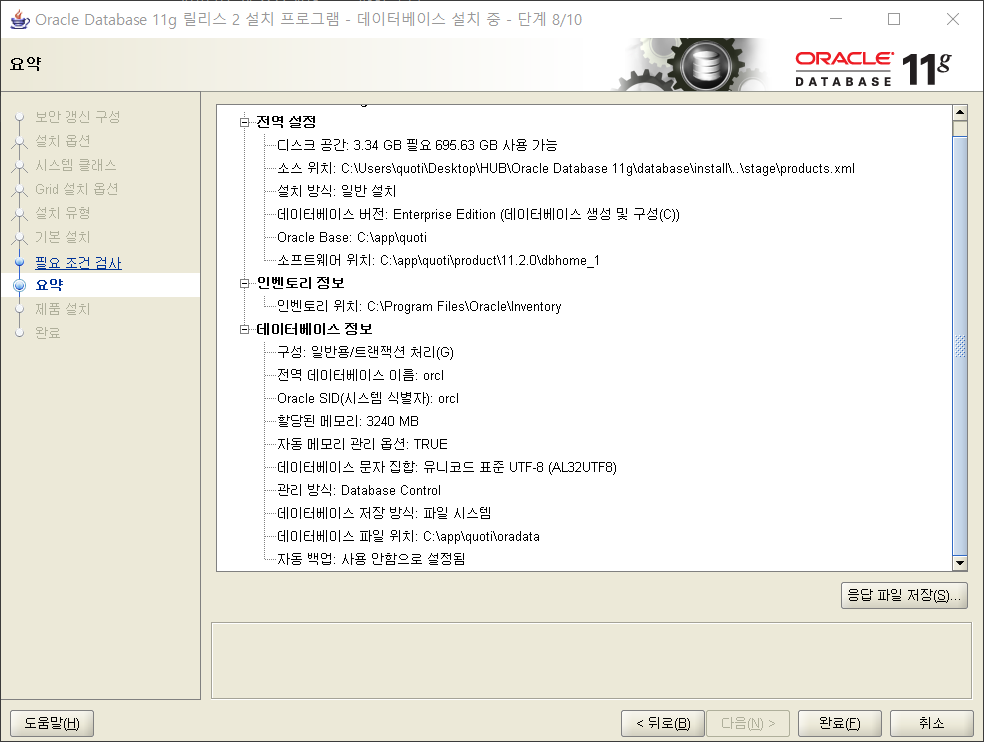 Oracle Database 11g 릴리스 2 설치 프로그램 - 데이터베이스 설치 중 - 단계 8/10
요약
ORACLE
DATABASE
11g
보안 갱신 구성
설치 옵션
시스템 클래스
Grid 설치 옵션
설치 유형
기본 설치
필요 조건 검사
요약
제품 설치
완료
전역 설정
디스크 공간: 3.34 GB 필요 695.63 GB 사용 가능
소스 위치: C:\Users\quoti\Desktop\HUB\Oracle Database 11g\database\install\..\stage\products.xml
설치 방식: 일반 설치
데이터베이스 버전: Enterprise Edition (데이터베이스 생성 및 구성(C))
Oracle Base: C:\app\quoti
소프트웨어 위치: C:\app\quoti\product\11.2.0\dbhome_1
인벤토리 정보
인벤토리 위치: C:\Program Files\Oracle\Inventory
데이터베이스 정보
구성: 일반용/트랜잭션 처리(G)
전역 데이터베이스 이름: orcl
Oracle SID(시스템 식별자): orcl
할당된 메모리: 3240 MB
자동 메모리 관리 옵션: TRUE
데이터베이스 문자 집합: 유니코드 표준 UTF-8 (AL32UTF8)
관리 방식: Database Control
데이터베이스 저장 방식: 파일 시스템
데이터베이스 파일 위치: C:\app\quoti\oradata
자동 백업: 사용 안함으로 설정됨
응답 파일 저장(S)...
도움말(H)
< 뒤로(B)
다음(N) >
완료(F)
취소